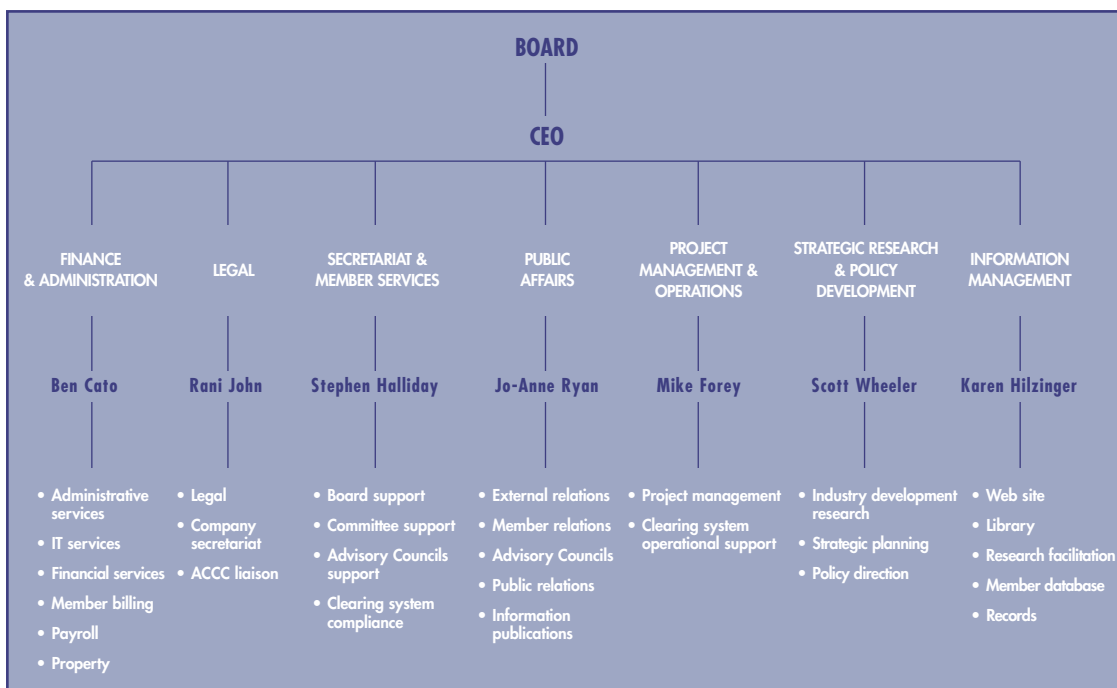 BOARD
CEO
FINANCE
& ADMINISTRATION
LEGAL
SECRETARIAT &
MEMBER SERVICES
PUBLIC
AFFAIRS
PROJECT
MANAGEMENT &
OPERATIONS
STRATEGIC RESEARCH
& POLICY
DEVELOPMENT
INFORMATION
MANAGEMENT
Ben Cato
Rani John
Stephen Halliday
Jo-Anne Ryan
Mike Forey
Scott Wheeler
Karen Hilzinger
• Administrative
services
• IT services
• Financial services
• Member billing
• Payroll
• Property
• Legal
• Company
secretariat
• ACCC liaison
• Board support
• Committee support
• Advisory Councils
support
• Clearing system
compliance
• External relations
• Member relations
• Advisory Councils
• Public relations
• Information
publications
• Project management
• Clearing system
operational support
• Industry development
research
• Strategic planning
• Policy direction
• Web site
• Library
• Research facilitation
• Member database
• Records